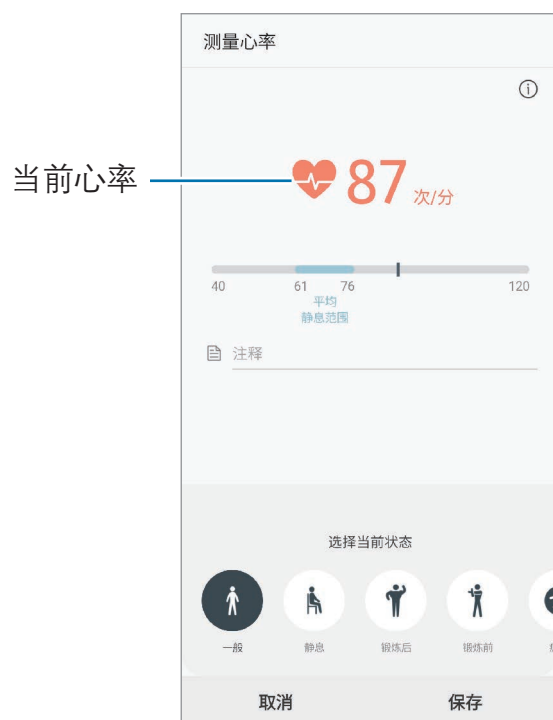 测量心率
当前心率
87 次/分
40 61 76 120
平均
静息范围
注释
选择当前状态
一般 静息 锻炼后 锻炼前
取消 保存